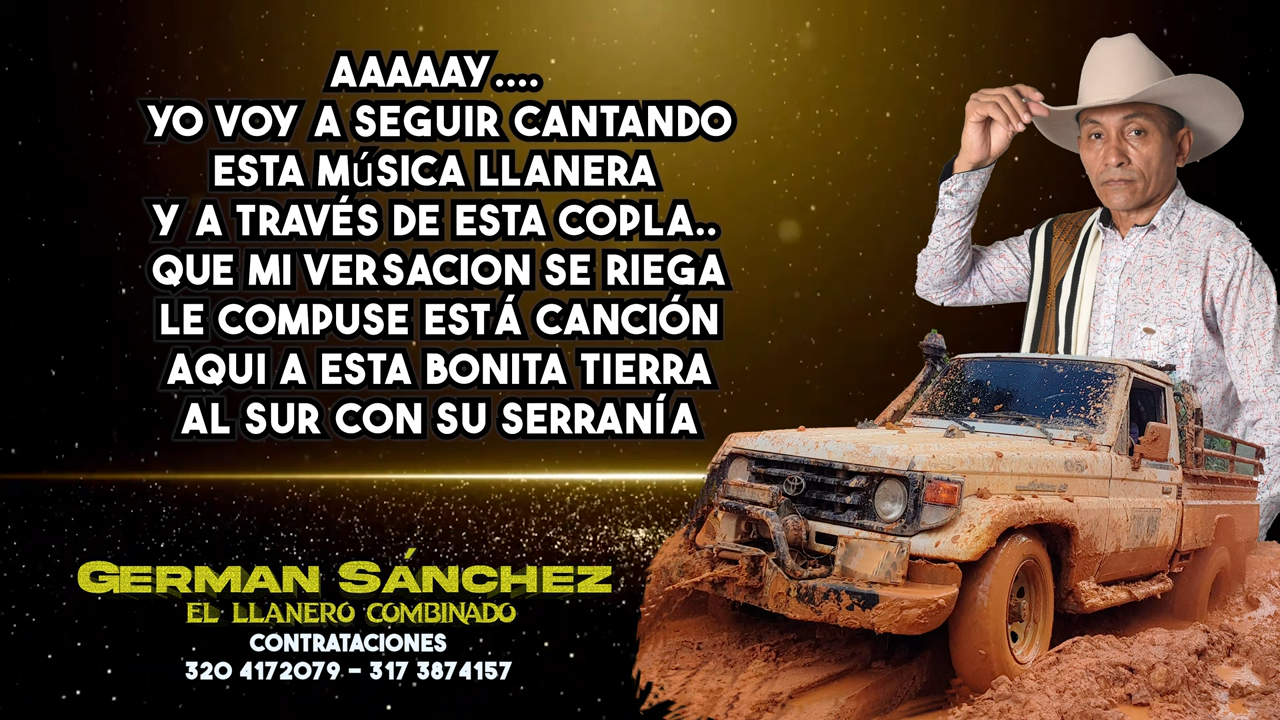 AAAAAY....
YO VOY A SEGUIR CANTANDO
ESTA MúSICA LLANERA
Y A TRAVÉS DE ESTA COPLA..
QUE MI VERSACION SE RIEGA
LE COMPUSE ESTÁ CANCIÓN
AQUI A ESTA BONITA TIERRA
AL SUR CON SU SERRANÍA
GERMAN SÁNCHEZ
EL LLANERO COMBINADO
CONTRATACIONES
320 4172079 - 317 3874157